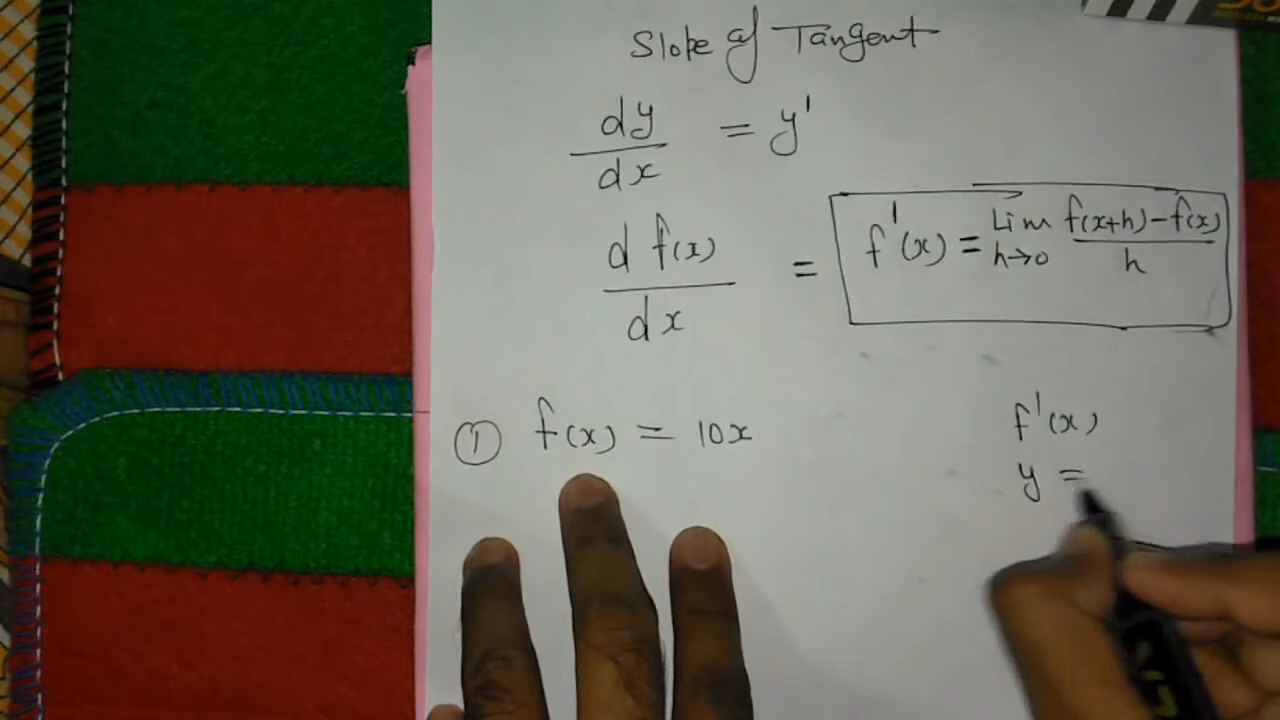 Slope of Tangent
dy/dx = y'
d f(x)/dx = f'(x) = Lim h→0 f(x+h)-f(x)/h
① f(x) = 10x
f'(x)
y =